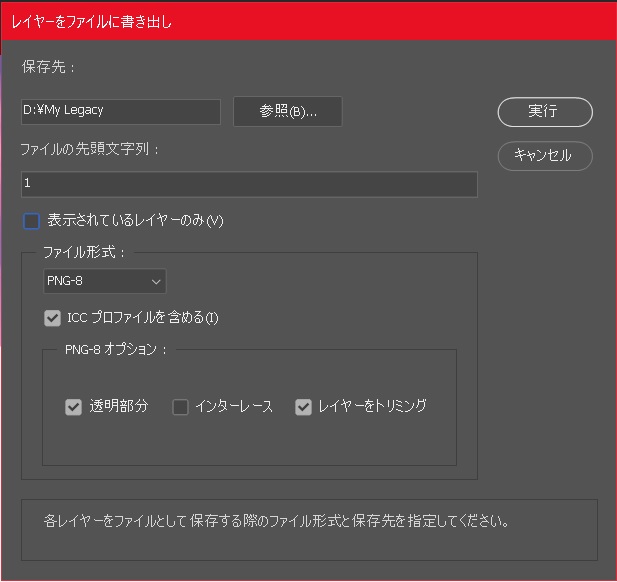 レイヤーをファイルに書き出し
保存先：
D:¥My Legacy
参照(B)...
実行
ファイルの先頭文字列：
キャンセル
1
表示されているレイヤーのみ(V)
ファイル形式：
PNG-8
ICC プロファイルを含める(I)
PNG-8 オプション：
透明部分 インターレース レイヤーをトリミング
各レイヤーをファイルとして保存する際のファイル形式と保存先を指定してください。